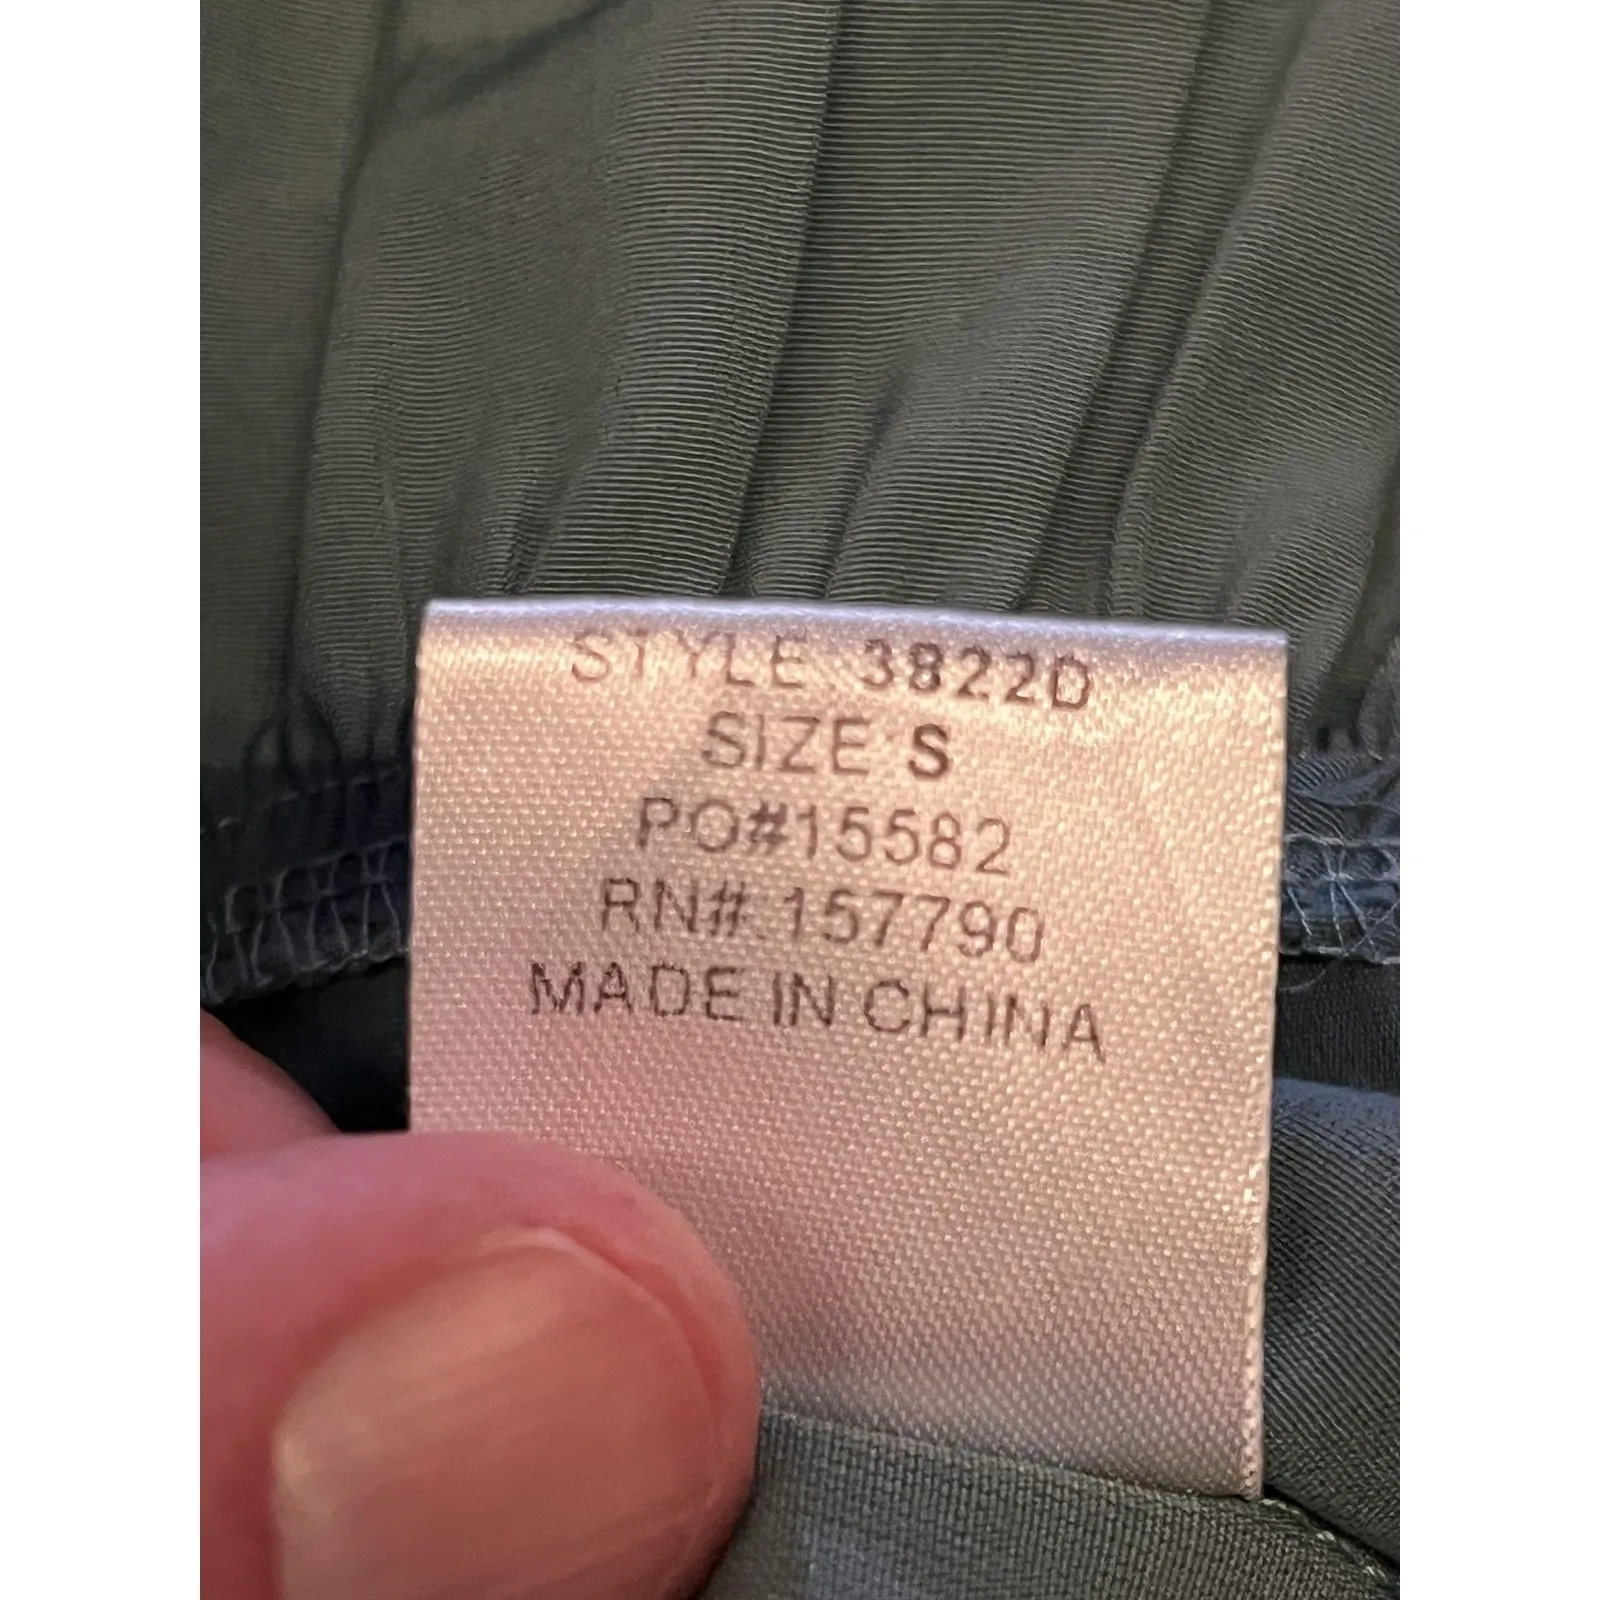 STYLE 3822D
SIZE S
PO#15582
RN#.157790
MADE IN CHINA